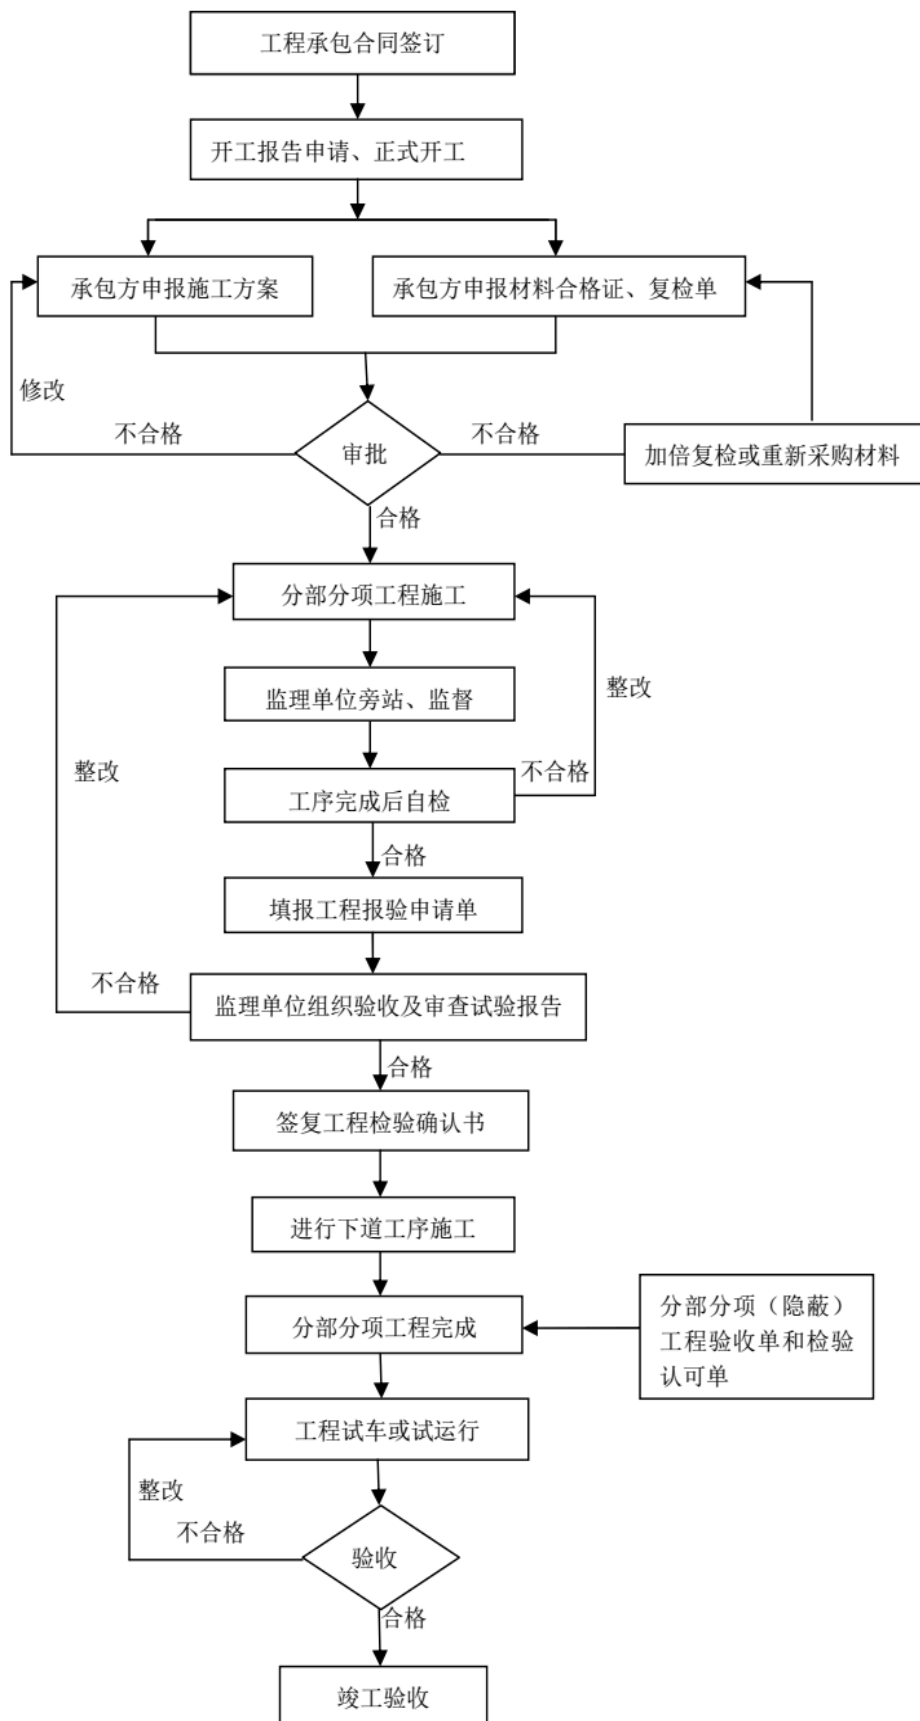 工程承包合同签订
开工报告申请、正式开工
承包方申报施工方案
承包方申报材料合格证、复检单
修改
不合格
审批
不合格
加倍复检或重新采购材料
合格
分部分项工程施工
监理单位旁站、监督
整改
整改
不合格
工序完成后自检
合格
填报工程报验申请单
不合格
监理单位组织验收及审查试验报告
合格
签复工程检验确认书
进行下道工序施工
分部分项工程完成
分部分项（隐蔽）
工程验收单和检验
认可单
工程试车或试运行
整改
不合格
验收
合格
竣工验收